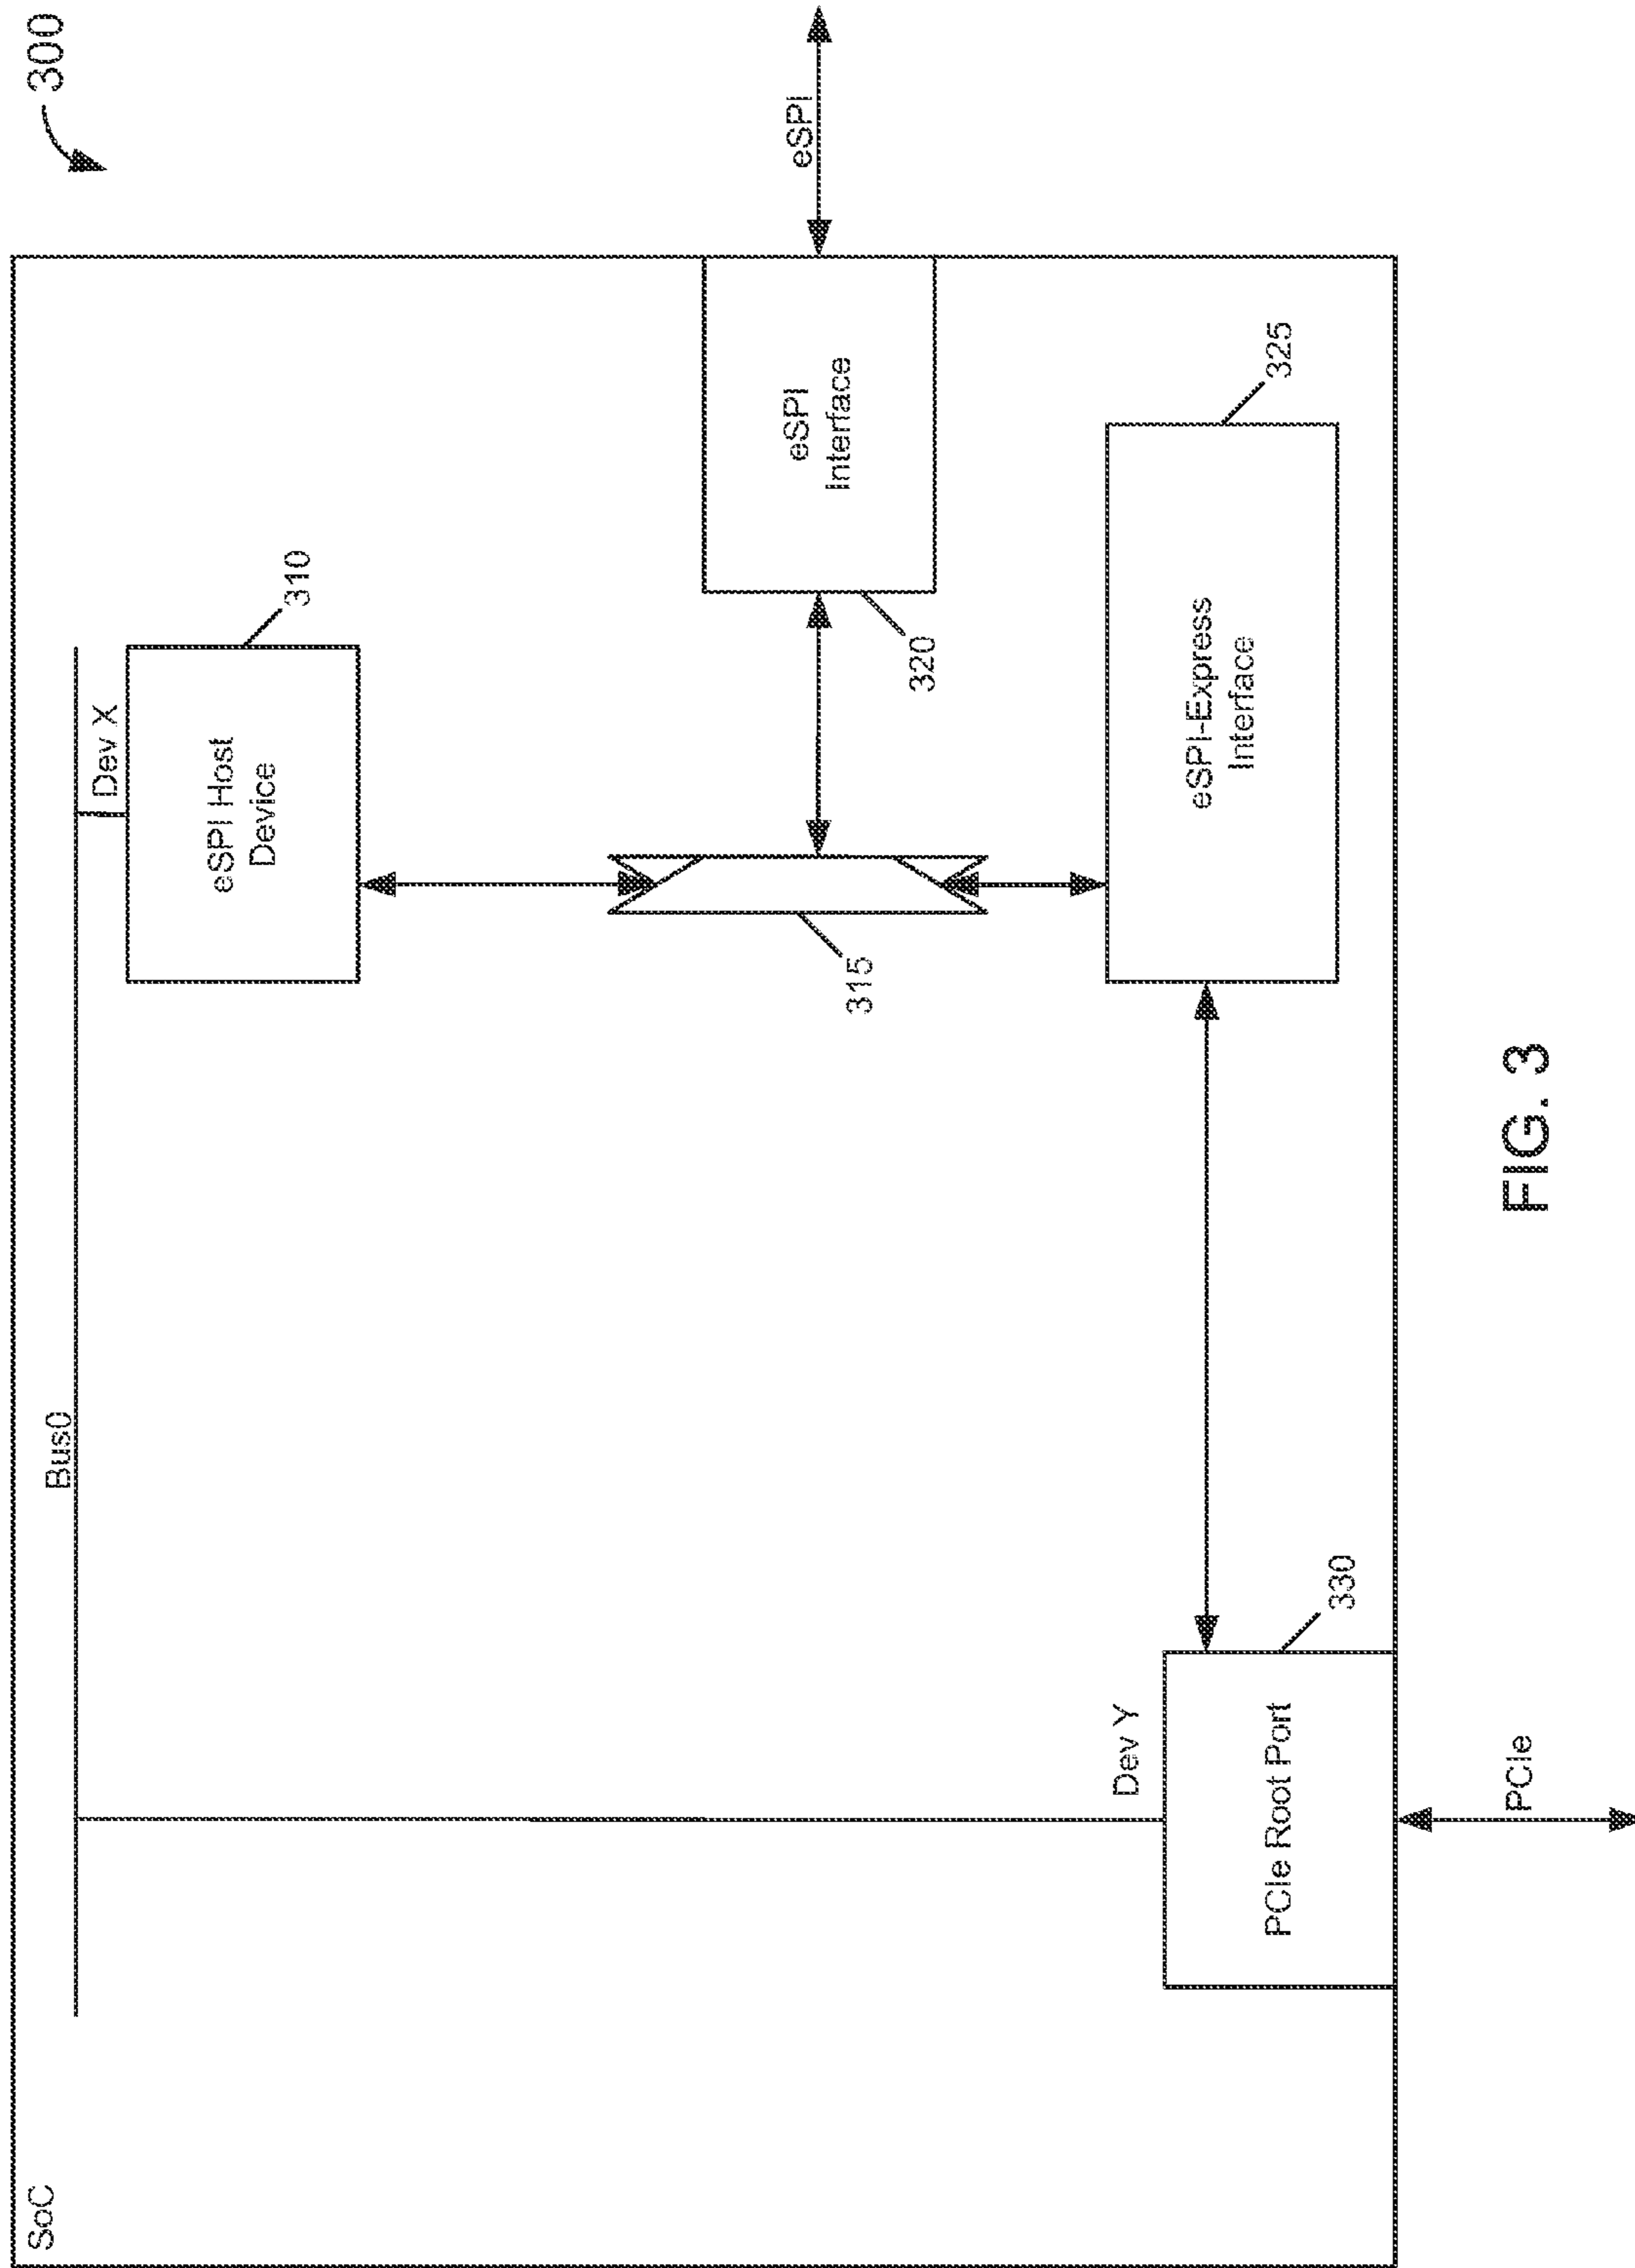 300
SoC
Bus0
Dev X
eSPI Host
Device
310
315
eSPI
Interface
320
eSPI
eSPI-Express
Interface
325
Dev Y
PCIe Root Port
330
PCIe
FIG. 3